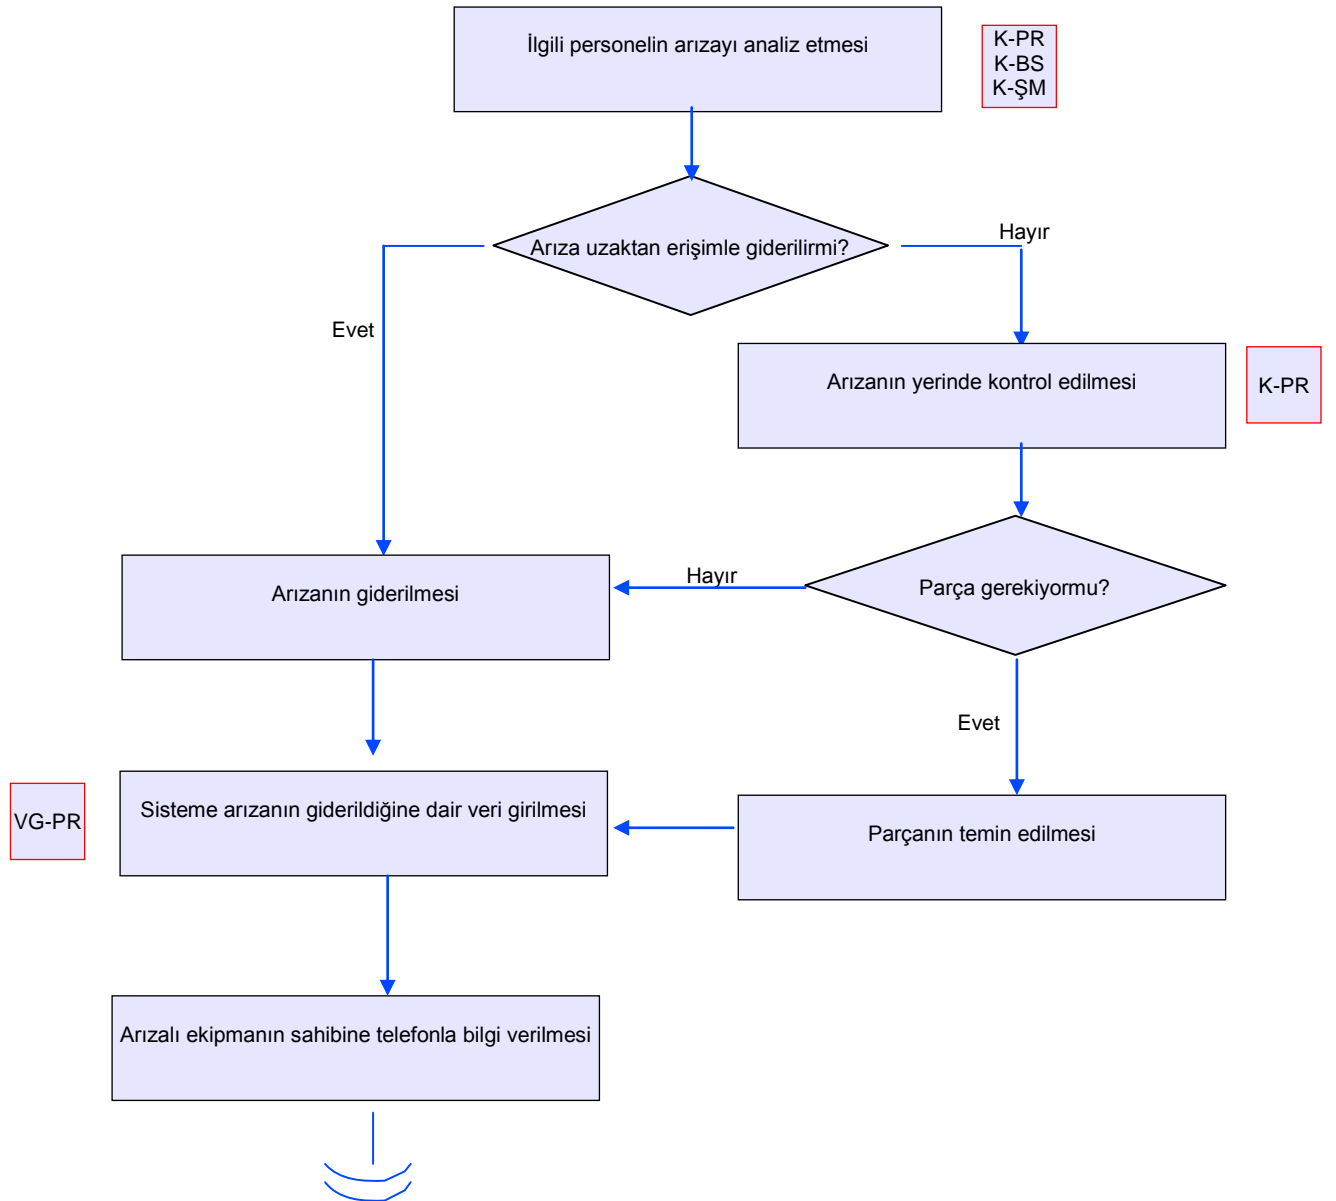 İlgili personelin arızayı analiz etmesi
K-PR
K-BS
K-ŞM
Arıza uzaktan erişimle giderilirmi?
Hayır
Evet
Arızanın yerinde kontrol edilmesi
K-PR
Arızanın giderilmesi
Hayır
Parça gerekiyormu?
Evet
VG-PR
Sisteme arızanın giderildiğine dair veri girilmesi
Parçanın temin edilmesi
Arızalı ekipmanın sahibine telefonla bilgi verilmesi